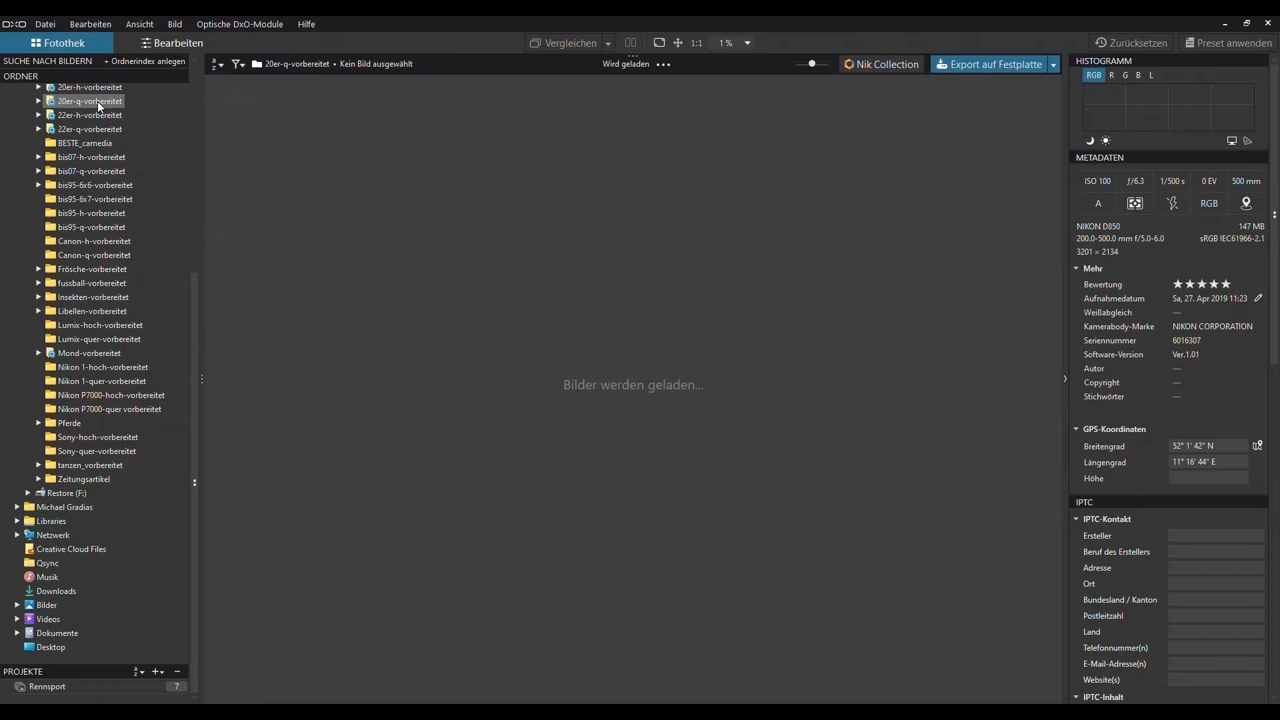 DXO Datei Bearbeiten Ansicht Bild Optische DxO-Module Hilfe
Fotothek Bearbeiten Vergleichen 1:1 1 % Zurücksetzen Preset anwenden
SUCHE NACH BILDERN + Ordnerindex anlegen
20er-q-vorbereitet • Kein Bild ausgewählt Wird geladen Nik Collection Export auf Festplatte
ORDNER
20er-h-vorbereitet
20er-q-vorbereitet
22er-h-vorbereitet
22er-q-vorbereitet
BESTE_camedia
bis07-h-vorbereitet
bis07-q-vorbereitet
bis95-6x6-vorbereitet
bis95-6x7-vorbereitet
bis95-h-vorbereitet
bis95-q-vorbereitet
Canon-h-vorbereitet
Canon-q-vorbereitet
Frösche-vorbereitet
fussball-vorbereitet
Insekten-vorbereitet
Libellen-vorbereitet
Lumix-hoch-vorbereitet
Lumix-quer-vorbereitet
Mond-vorbereitet
Nikon 1-hoch-vorbereitet
Nikon 1-quer-vorbereitet
Nikon P7000-hoch-vorbereitet
Nikon P7000-quer vorbereitet
Pferde
Sony-hoch-vorbereitet
Sony-quer-vorbereitet
tanzen_vorbereitet
Zeitungsartikel
Restore (F:)
Michael Gradias
Libraries
Netzwerk
Creative Cloud Files
Qsync
Musik
Downloads
Bilder
Videos
Dokumente
Desktop
PROJEKTE
Rennsport 7
Bilder werden geladen...
HISTOGRAMM
RGB R G B L
METADATEN
ISO 100 ƒ/6.3 1/500 s 0 EV 500 mm
A RGB
NIKON D850 147 MB
200.0-500.0 mm f/5.0-6.0 sRGB IEC61966-2.1
3201 × 2134
Mehr
Bewertung ★★★★★
Aufnahmedatum Sa, 27. Apr 2019 11:23
Weißabgleich —
Kamerabody-Marke NIKON CORPORATION
Seriennummer 6016307
Software-Version Ver.1.01
Autor —
Copyright —
Stichwörter —
GPS-Koordinaten
Breitengrad 52° 1' 42" N
Längengrad 11° 16' 44" E
Höhe
IPTC
IPTC-Kontakt
Ersteller
Beruf des Erstellers
Adresse
Ort
Bundesland / Kanton
Postleitzahl
Land
Telefonnummer(n)
E-Mail-Adresse(n)
Website(s)
IPTC-Inhalt